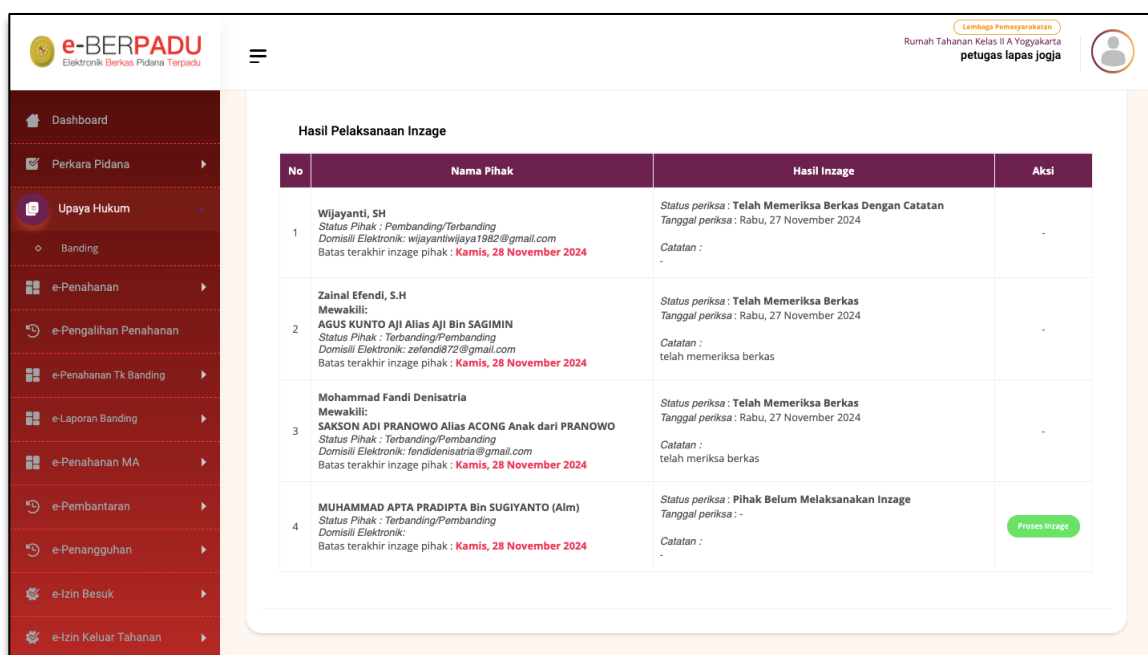 e-BERPADU
Elektronik Berkas Pidana Terpadu
Lembaga Pemasyarakatan
Rumah Tahanan Kelas II A Yogyakarta
petugas lapas jogja
Dashboard
Perkara Pidana
Upaya Hukum
Banding
e-Penahanan
e-Pengalihan Penahanan
e-Penahanan Tk Banding
e-Laporan Banding
e-Penahanan MA
e-Pembantaran
e-Penangguhan
e-Izin Besuk
e-Izin Keluar Tahanan
Hasil Pelaksanaan Inzage
No Nama Pihak Hasil Inzage Aksi
1
Wijayanti, SH
Status Pihak : Pembanding/Terbanding
Domisili Elektronik: wijayantiwijaya1982@gmail.com
Batas terakhir inzage pihak : Kamis, 28 November 2024
Status periksa : Telah Memeriksa Berkas Dengan Catatan
Tanggal periksa : Rabu, 27 November 2024
Catatan :
-
-
2
Zainal Efendi, S.H
Mewakili:
AGUS KUNTO AJI Alias AJI Bin SAGIMIN
Status Pihak : Terbanding/Pembanding
Domisili Elektronik: zefendi872@gmail.com
Batas terakhir inzage pihak : Kamis, 28 November 2024
Status periksa : Telah Memeriksa Berkas
Tanggal periksa : Rabu, 27 November 2024
Catatan :
telah memeriksa berkas
-
3
Mohammad Fandi Denisatria
Mewakili:
SAKSON ADI PRANOWO Alias ACONG Anak dari PRANOWO
Status Pihak : Terbanding/Pembanding
Domisili Elektronik: fendidenisatria@gmail.com
Batas terakhir inzage pihak : Kamis, 28 November 2024
Status periksa : Telah Memeriksa Berkas
Tanggal periksa : Rabu, 27 November 2024
Catatan :
telah meriksa berkas
-
4
MUHAMMAD APTA PRADIPTA Bin SUGIYANTO (Alm)
Status Pihak : Terbanding/Pembanding
Domisili Elektronik:
Batas terakhir inzage pihak : Kamis, 28 November 2024
Status periksa : Pihak Belum Melaksanakan Inzage
Tanggal periksa : -
Catatan :
-
Proses Inzage